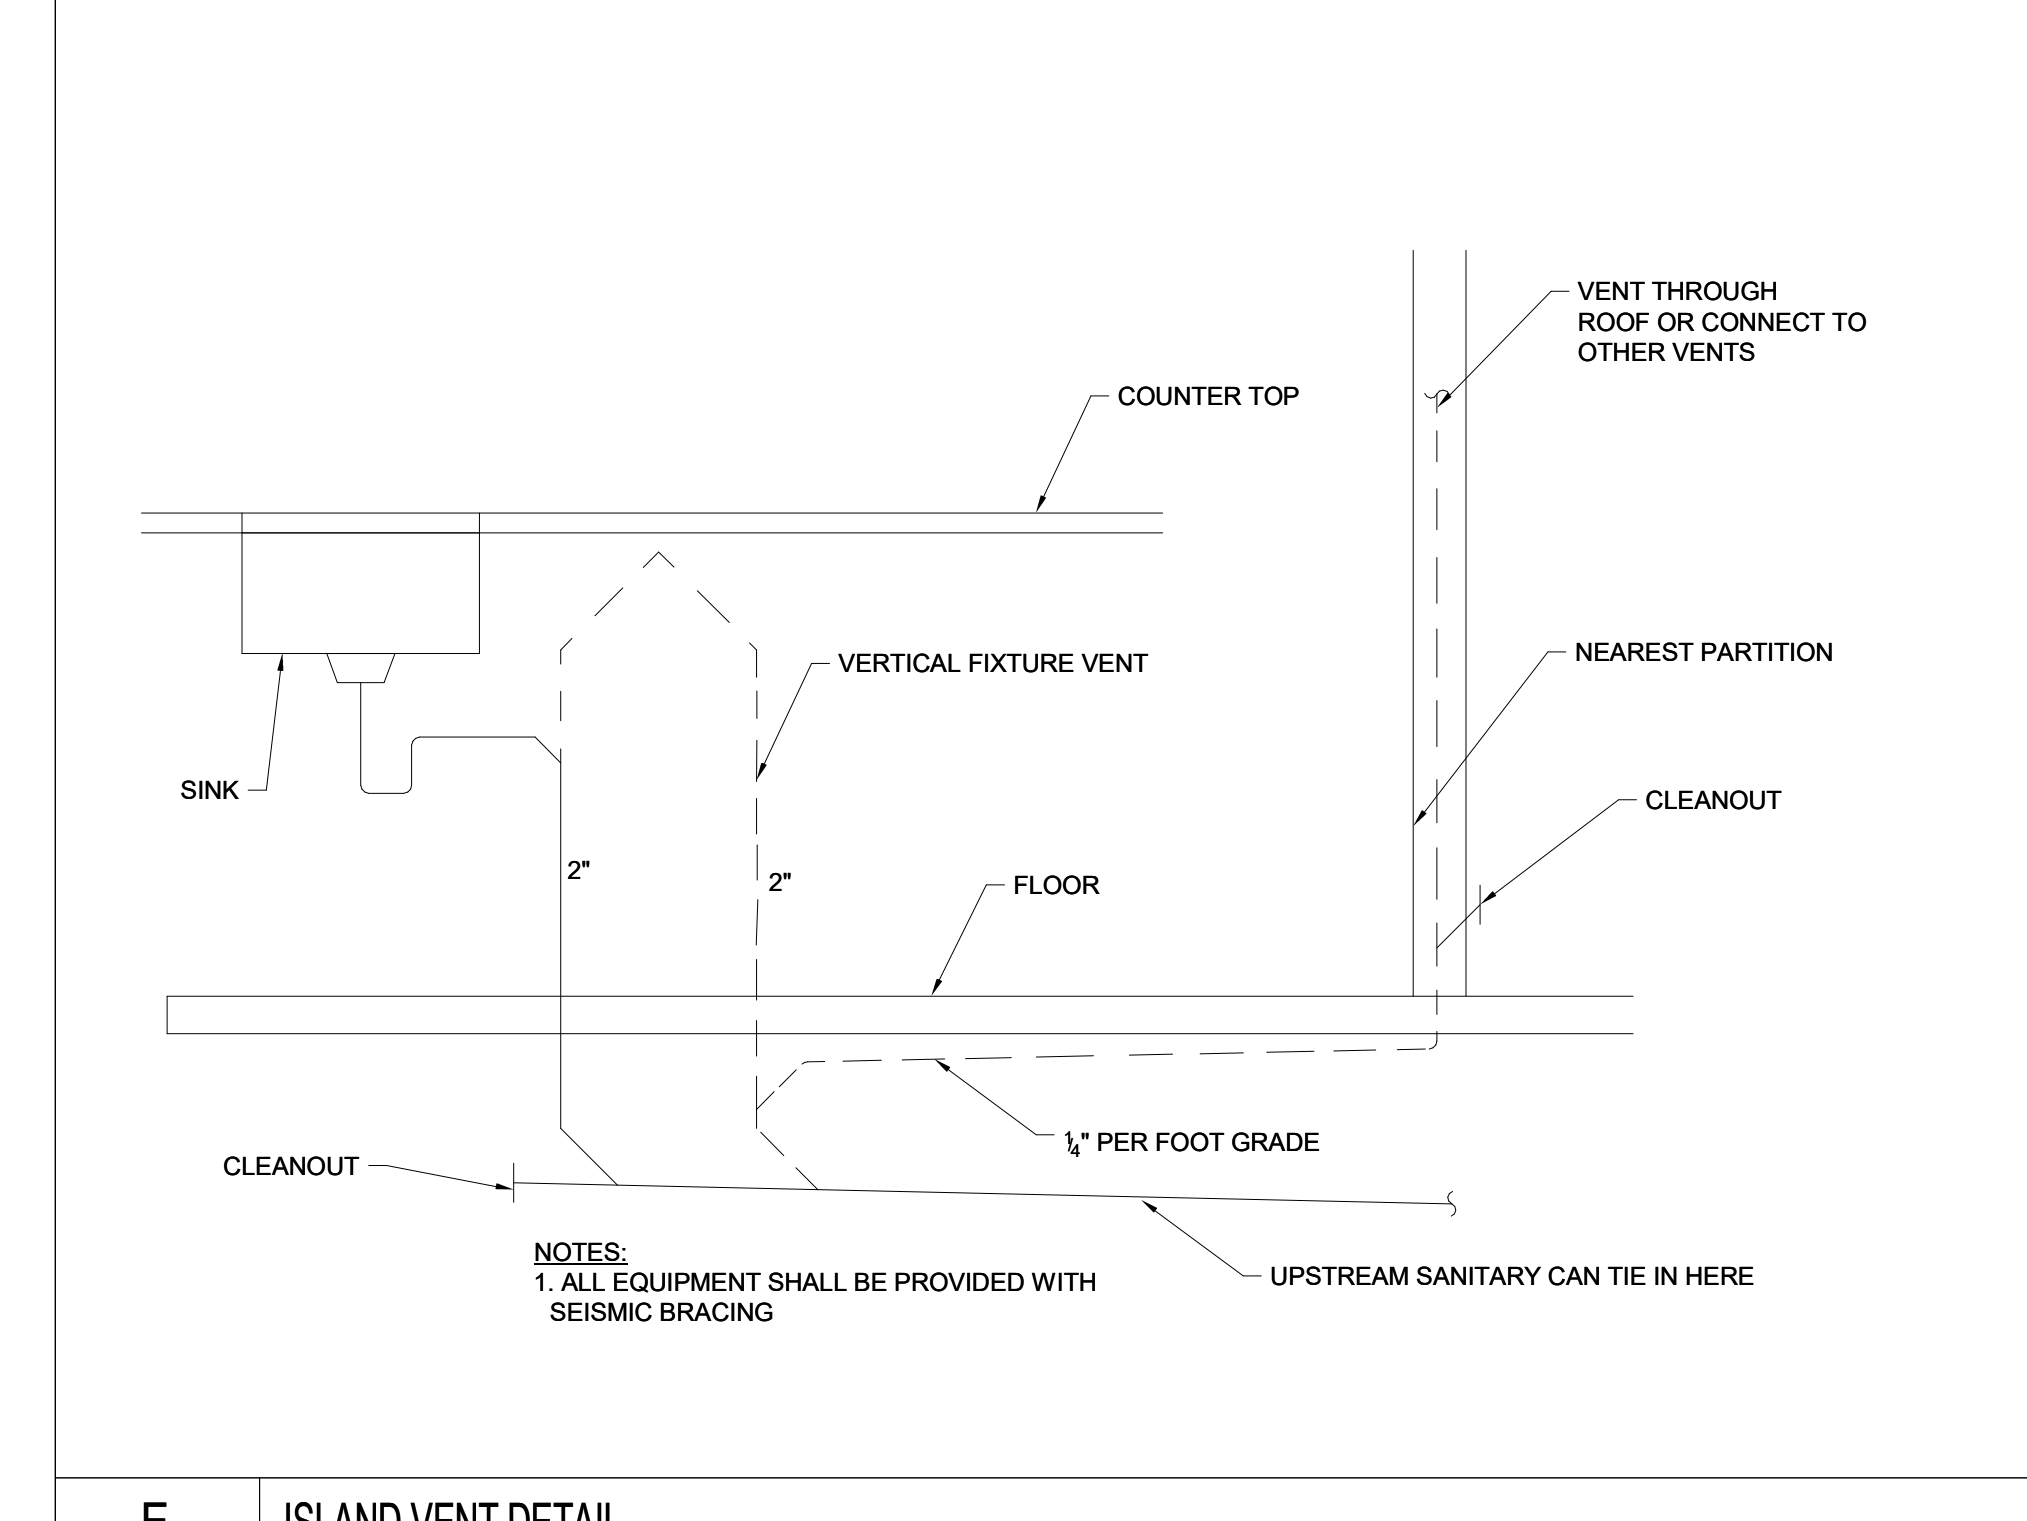 VENT THROUGH
ROOF OR CONNECT TO
OTHER VENTS
COUNTER TOP
NEAREST PARTITION
VERTICAL FIXTURE VENT
SINK
CLEANOUT
2"
2"
FLOOR
¼" PER FOOT GRADE
CLEANOUT
NOTES:
1. ALL EQUIPMENT SHALL BE PROVIDED WITH
SEISMIC BRACING
UPSTREAM SANITARY CAN TIE IN HERE
ISLAND VENT DETAIL